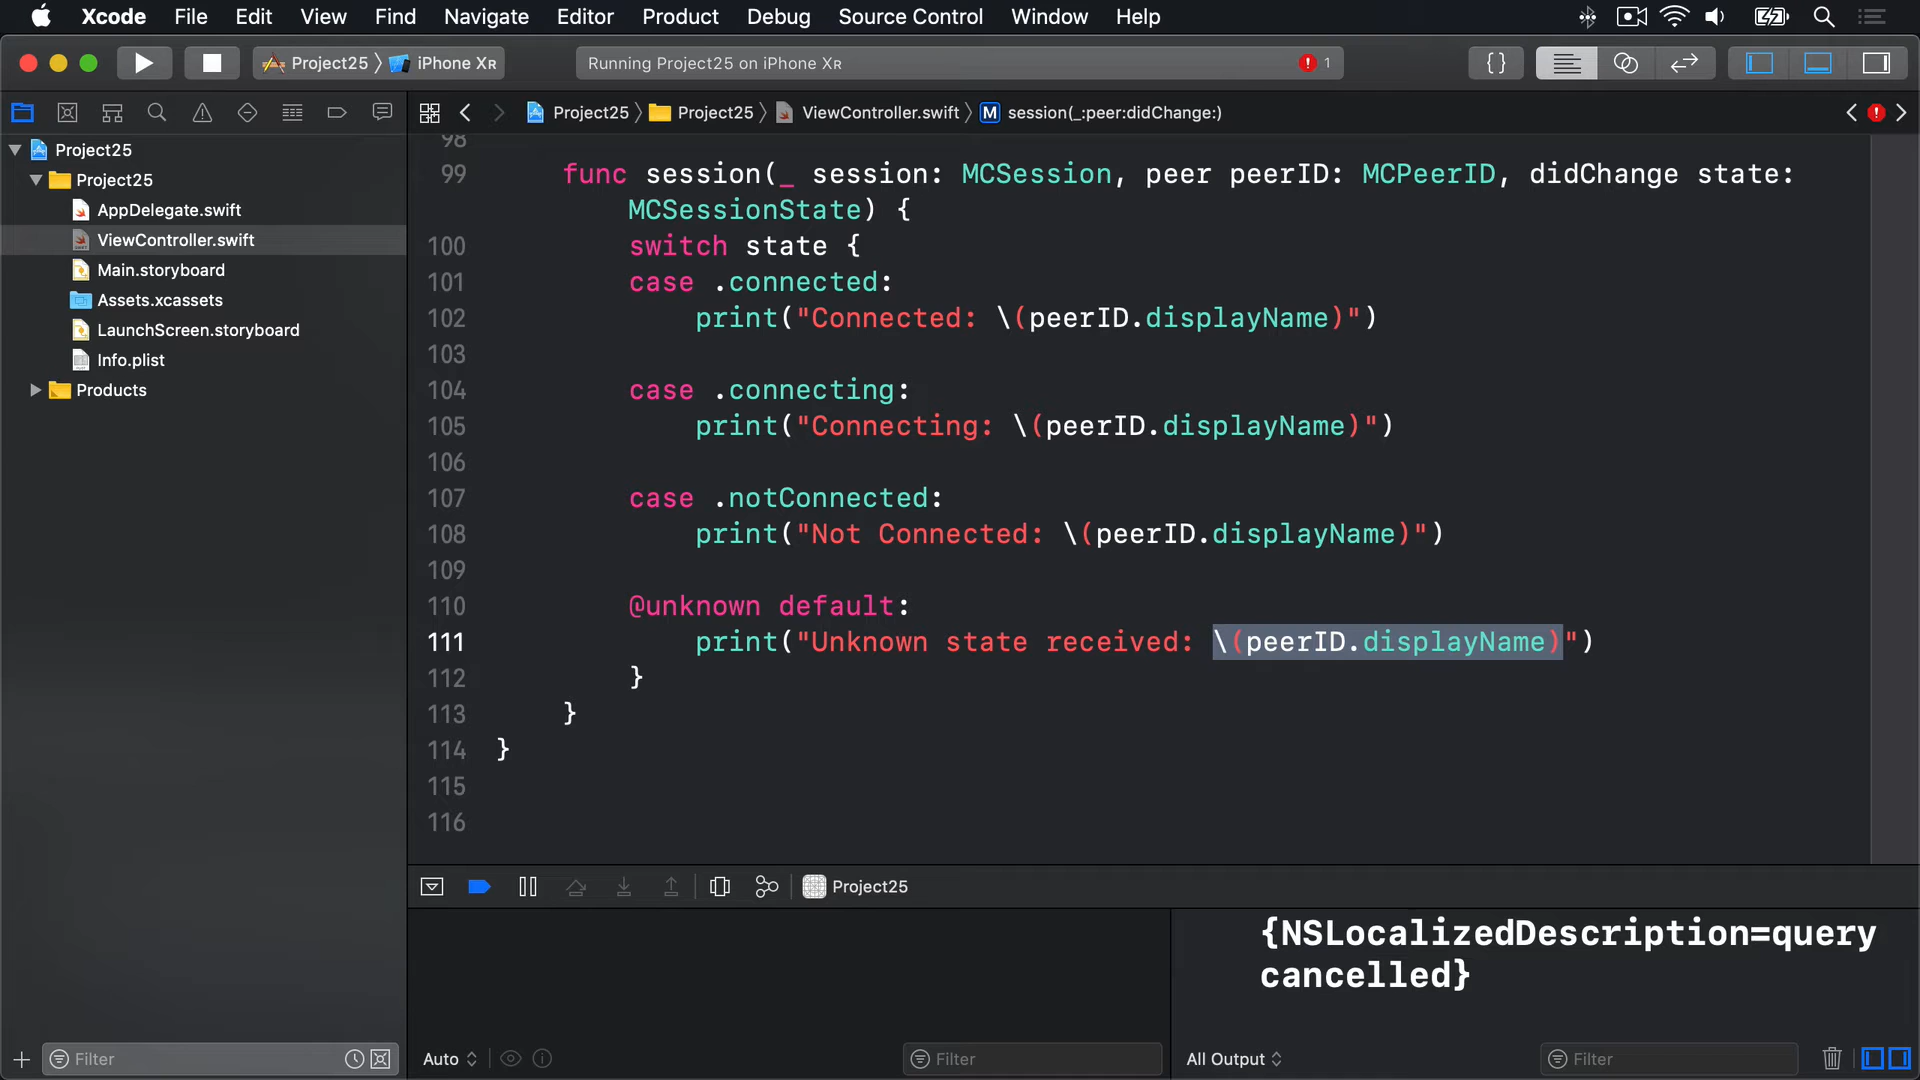 Xcode File Edit View Find Navigate Editor Product Debug Source Control Window Help
Project25 iPhone XR
Running Project25 on iPhone XR
1
Project25 Project25 ViewController.swift M session(_:peer:didChange:)
Project25
Project25
AppDelegate.swift
ViewController.swift
Main.storyboard
Assets.xcassets
LaunchScreen.storyboard
Info.plist
Products
98
99 func session(_ session: MCSession, peer peerID: MCPeerID, didChange state:
MCSessionState) {
100 switch state {
101 case .connected:
102 print("Connected: \(peerID.displayName)")
103
104 case .connecting:
105 print("Connecting: \(peerID.displayName)")
106
107 case .notConnected:
108 print("Not Connected: \(peerID.displayName)")
109
110 @unknown default:
111 print("Unknown state received: \(peerID.displayName)")
112 }
113 }
114 }
115
116
Project25
{NSLocalizedDescription=query
cancelled}
Filter
Auto
Filter
All Output
Filter